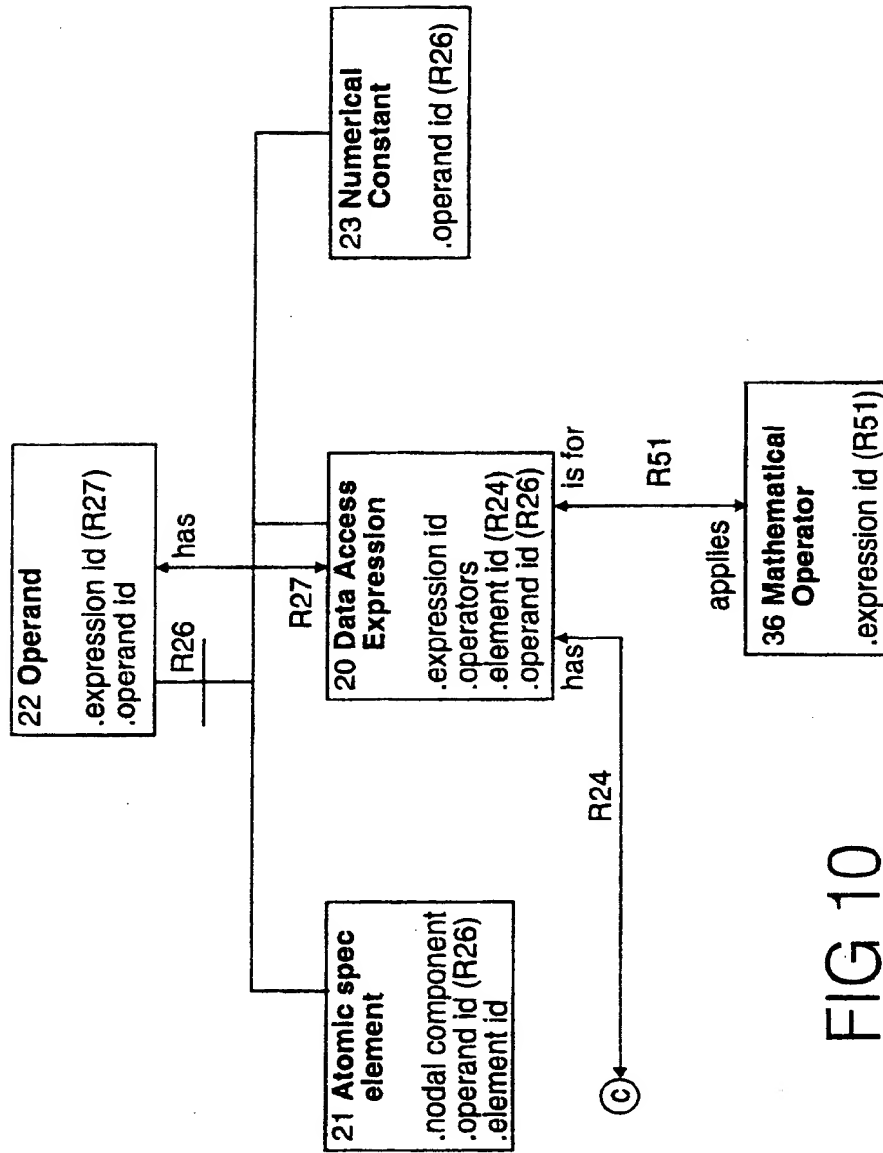 22 Operand
.expression id (R27)
.operand id
R26
has
R27
21 Atomic spec
element
.nodal component
.operand id (R26)
.element id
20 Data Access
Expression
.expression id
.operators
.element id (R24)
.operand id (R26)
23 Numerical
Constant
.operand id (R26)
has
is for
R24
R51
C
applies
36 Mathematical
Operator
.expression id (R51)
FIG 10